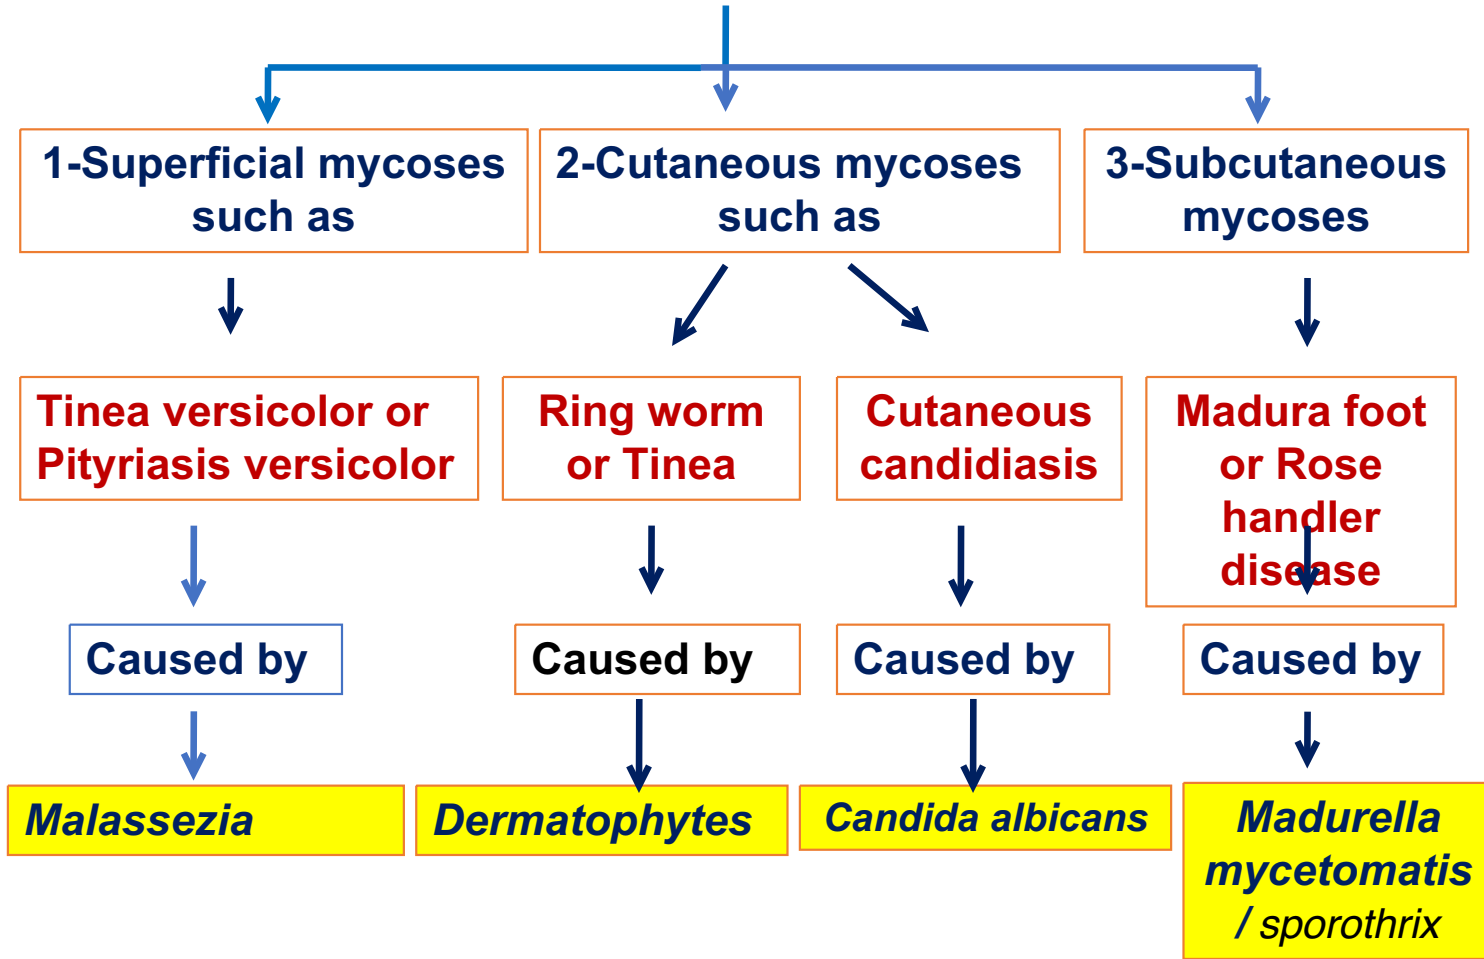 1-Superficial mycoses
such as
2-Cutaneous mycoses
such as
3-Subcutaneous
mycoses
Tinea versicolor or
Pityriasis versicolor
Ring worm
or Tinea
Cutaneous
candidiasis
Madura foot
or Rose
handler
disease
Caused by
Caused by
Caused by
Caused by
Malassezia
Dermatophytes
Candida albicans
Madurella
mycetomatis
/ sporothrix